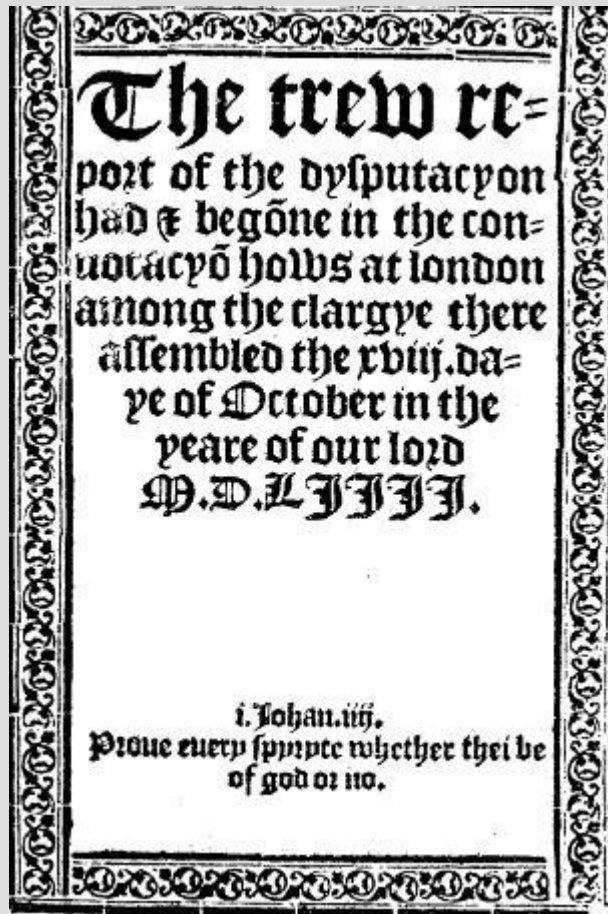 The trew re=
port of the dyſputacyon
had & begõne in the con=
uocacyõ hows at london
among the clargye there
aſſembled the xviij.da=
ye of October in the
yeare of our lord
M.D.LJJJJ.
i.Johan.iiij.
Proue euery ſpyryte whether thei be
of god or no.